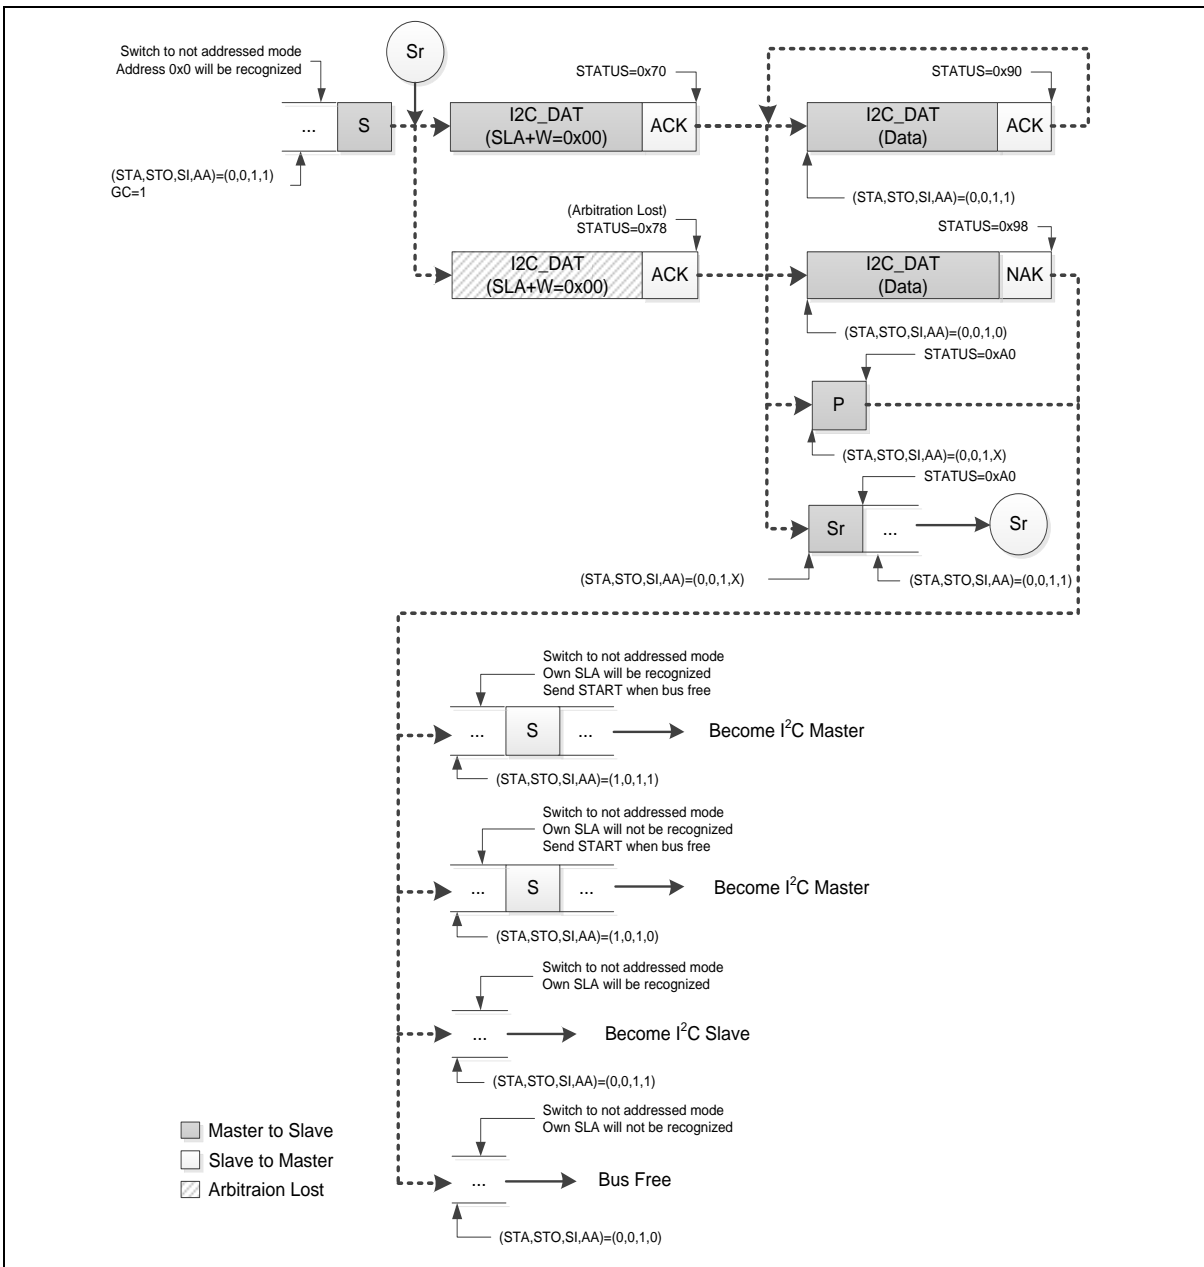 Switch to not addressed mode
Address 0x0 will be recognized
Sr
STATUS=0x70
STATUS=0x90
...
S
I2C_DAT
(SLA+W=0x00)
ACK
I2C_DAT
(Data)
ACK
(STA,STO,SI,AA)=(0,0,1,1)
GC=1
(STA,STO,SI,AA)=(0,0,1,1)
(Arbitration Lost)
STATUS=0x78
STATUS=0x98
I2C_DAT
(SLA+W=0x00)
ACK
I2C_DAT
(Data)
NAK
(STA,STO,SI,AA)=(0,0,1,0)
STATUS=0xA0
P
(STA,STO,SI,AA)=(0,0,1,X)
STATUS=0xA0
Sr
...
Sr
(STA,STO,SI,AA)=(0,0,1,X)
(STA,STO,SI,AA)=(0,0,1,1)
Switch to not addressed mode
Own SLA will be recognized
Send START when bus free
...
S
...
Become I²C Master
(STA,STO,SI,AA)=(1,0,1,1)
Switch to not addressed mode
Own SLA will not be recognized
Send START when bus free
...
S
...
Become I²C Master
(STA,STO,SI,AA)=(1,0,1,0)
Switch to not addressed mode
Own SLA will be recognized
...
Become I²C Slave
(STA,STO,SI,AA)=(0,0,1,1)
Switch to not addressed mode
Own SLA will not be recognized
...
Bus Free
(STA,STO,SI,AA)=(0,0,1,0)
Master to Slave
Slave to Master
Arbitraion Lost